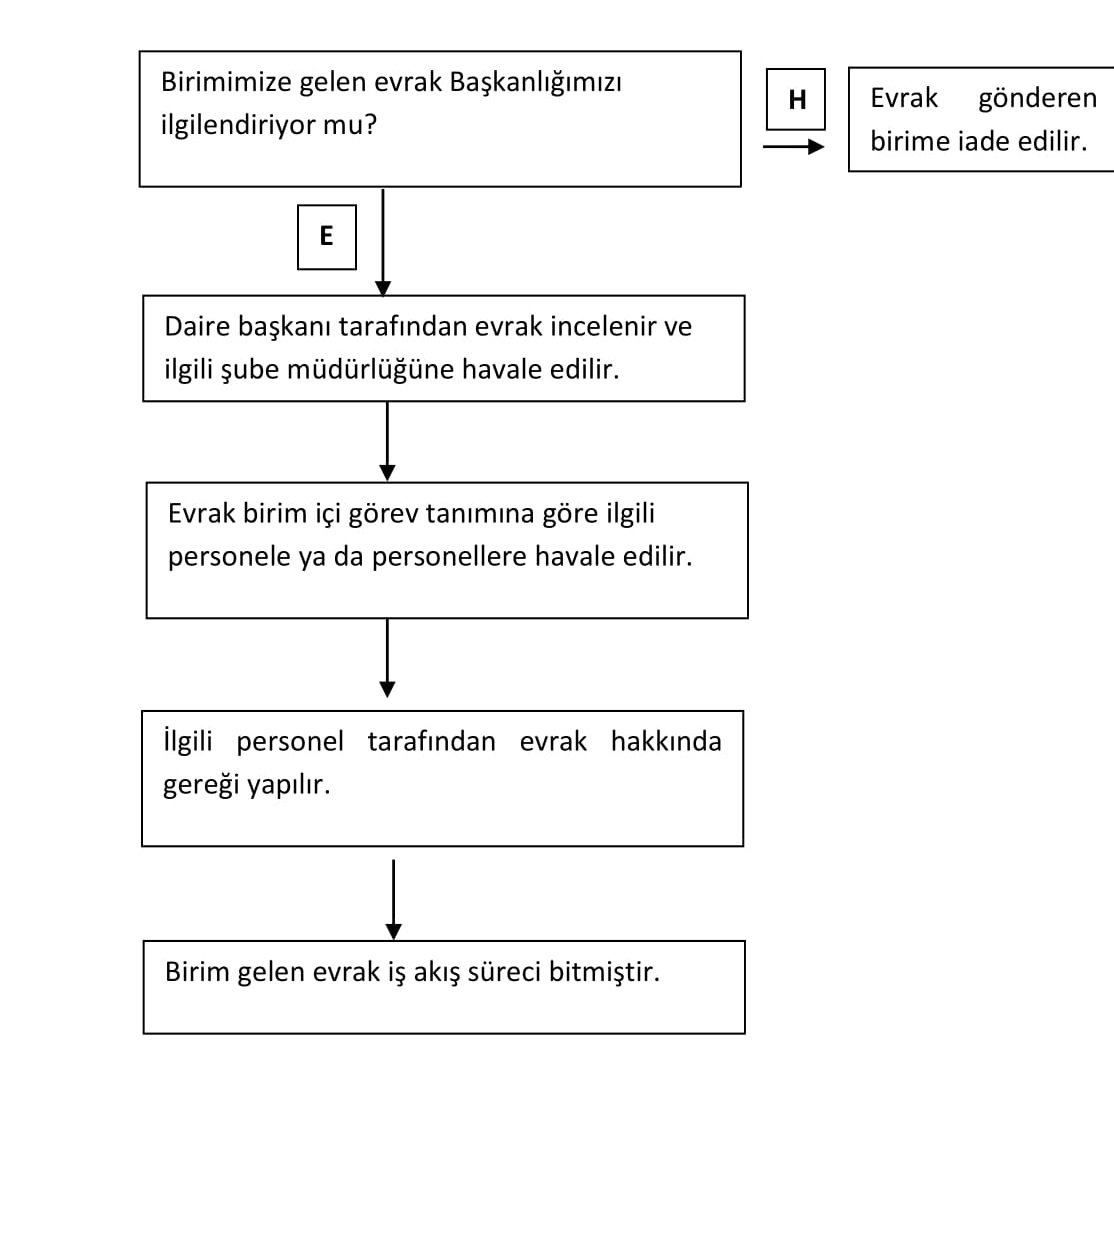 Birimimize gelen evrak Başkanlığımızı
ilgilendiriyor mu?
H
Evrak gönderen
birime iade edilir.
E
Daire başkanı tarafından evrak incelenir ve
ilgili şube müdürlüğüne havale edilir.
Evrak birim içi görev tanımına göre ilgili
personele ya da personellere havale edilir.
İlgili personel tarafından evrak hakkında
gereği yapılır.
Birim gelen evrak iş akış süreci bitmiştir.